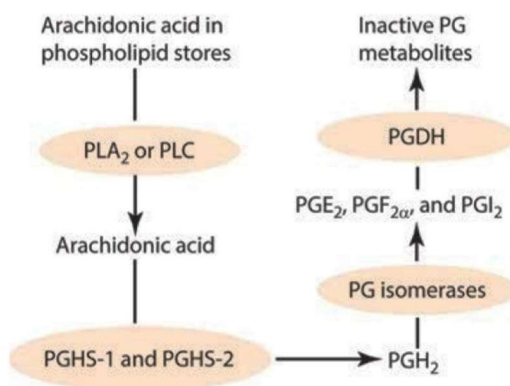 Arachidonic acid in
phospholipid stores
PLA₂ or PLC
Arachidonic acid
PGHS-1 and PGHS-2
PGH₂
PG isomerases
PGE₂, PGF₂α, and PGI₂
PGDH
Inactive PG
metabolites